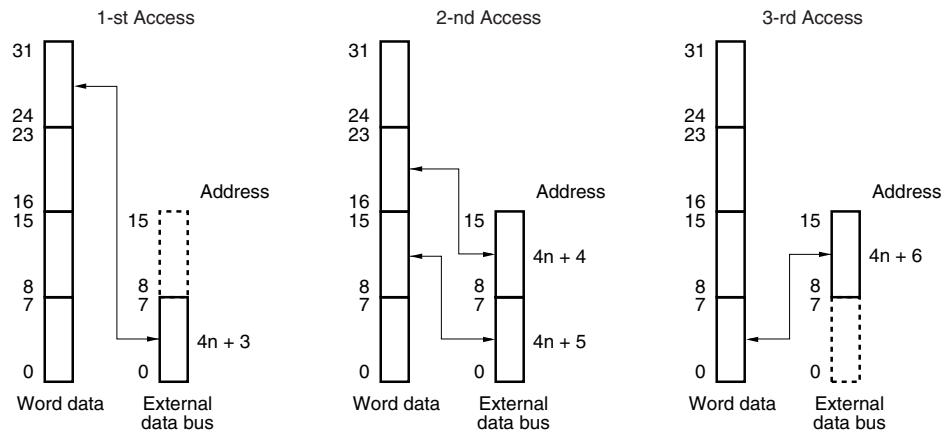 1-st Access
31
24
23
16
15
8
7
0
Word data
Address
15
8
7
0
4n + 3
External
data bus
2-nd Access
31
24
23
16
15
8
7
0
Word data
Address
15
8
7
0
4n + 4
4n + 5
External
data bus
3-rd Access
31
24
23
16
15
8
7
0
Word data
Address
15
8
7
0
4n + 6
External
data bus